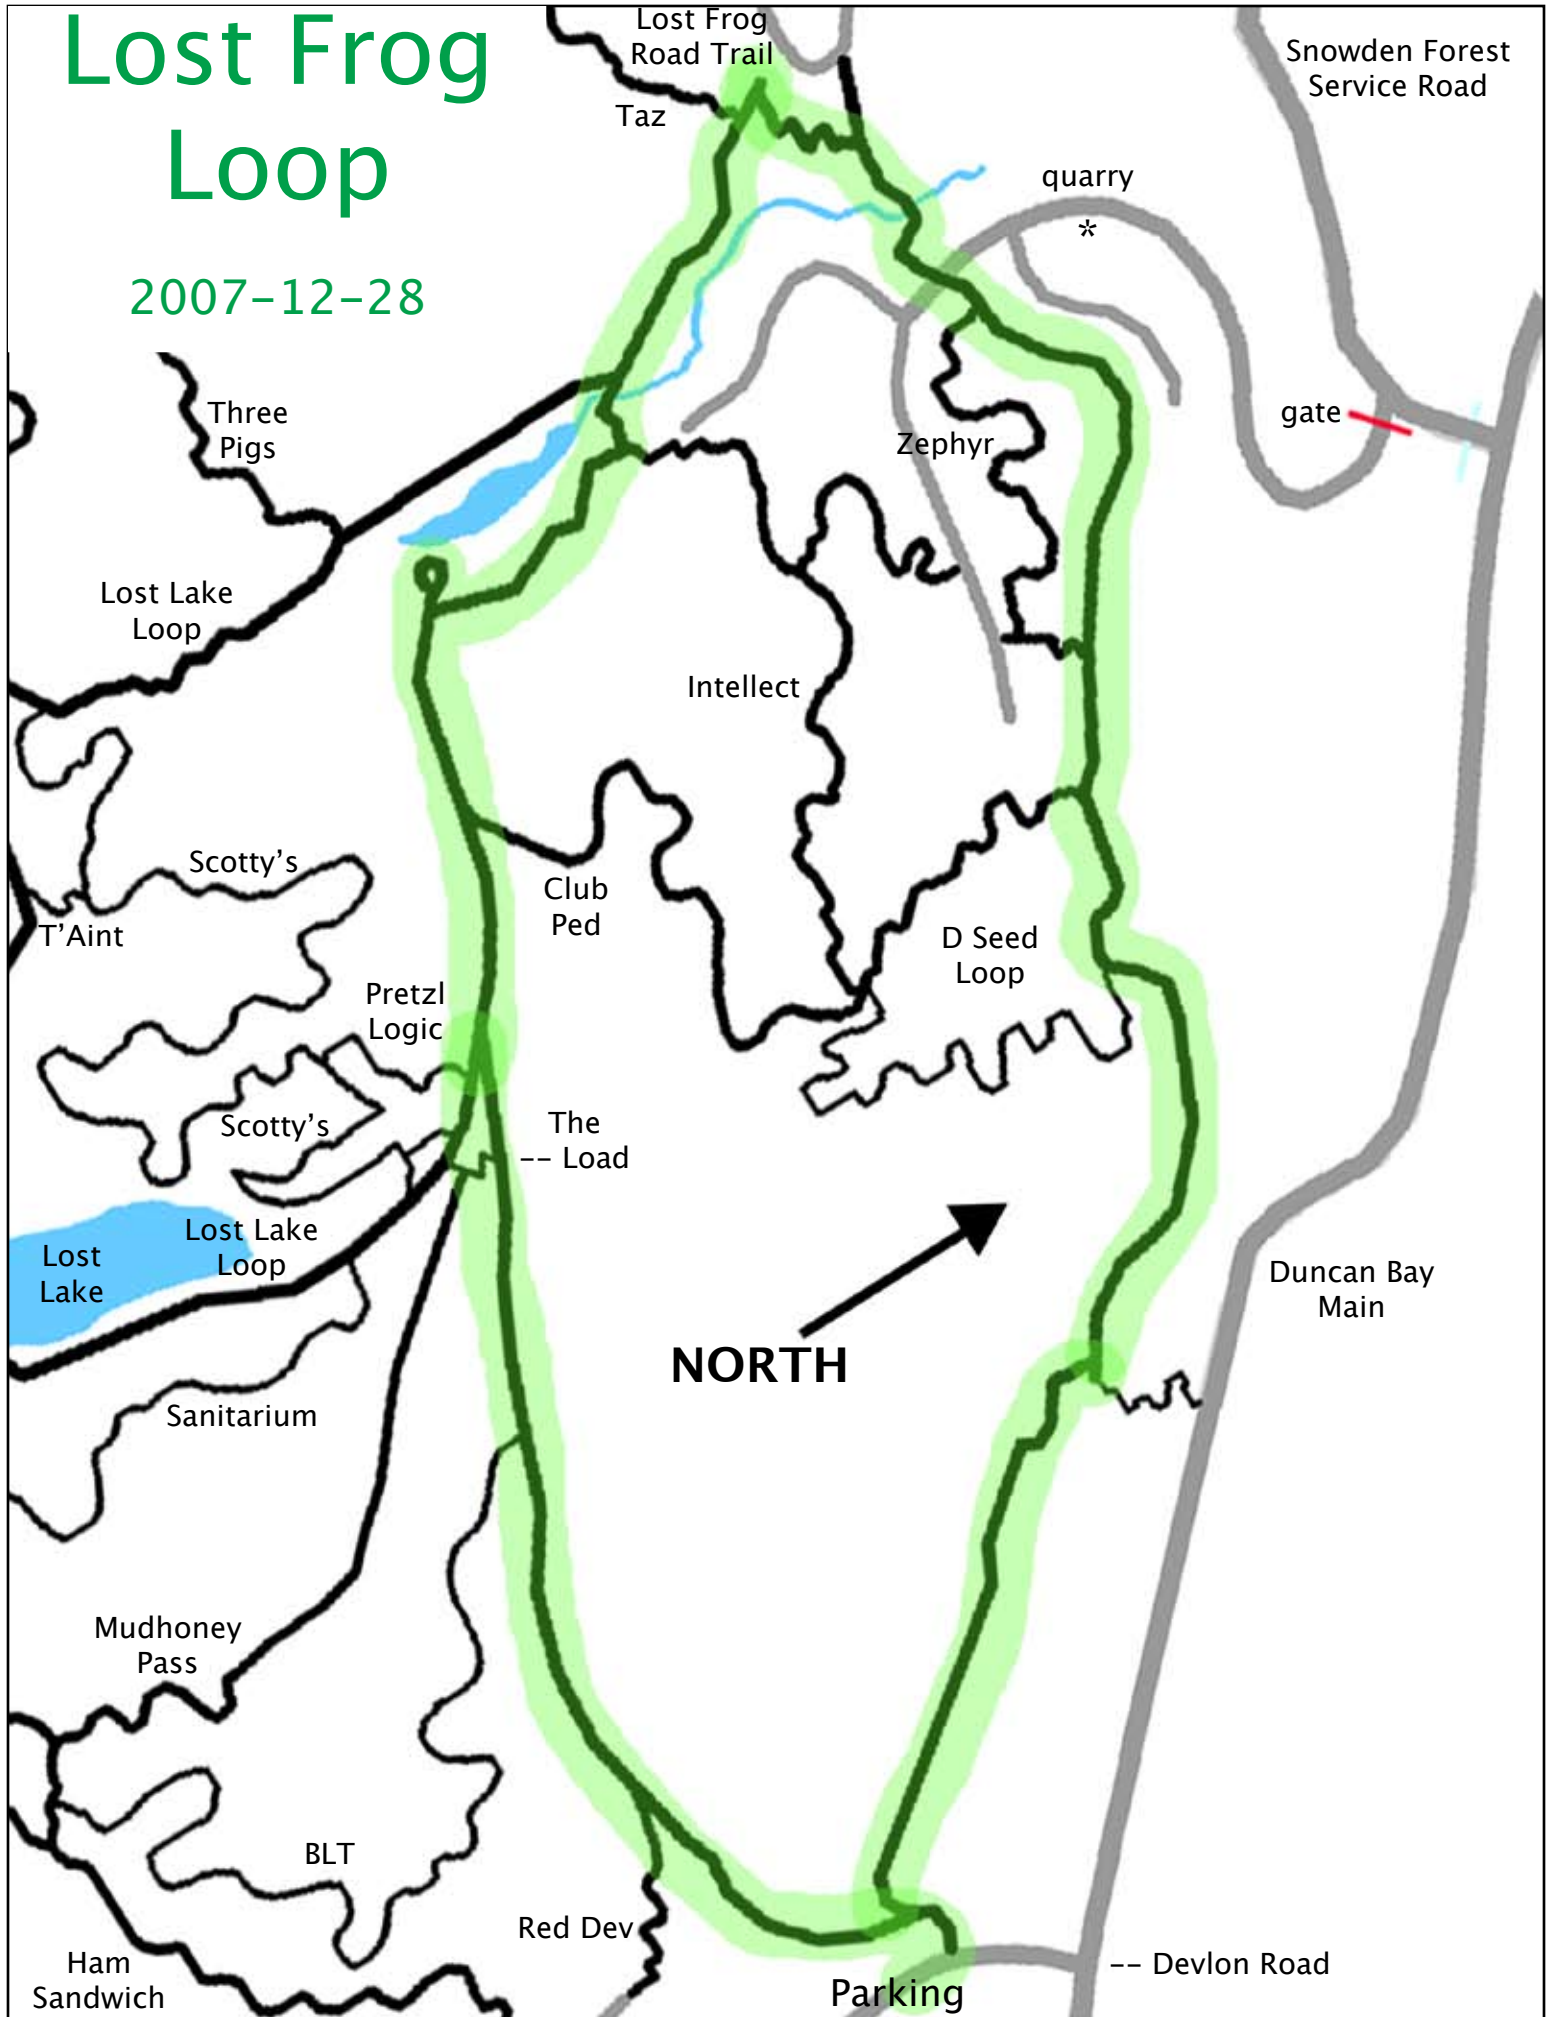 Lost Frog
Loop
2007-12-28
Lost Frog
Road Trail
Taz
Snowden Forest
Service Road
quarry
*
gate
Three
Pigs
Zephyr
Lost Lake
Loop
Intellect
Scotty's
Club
Ped
T'Aint
D Seed
Loop
Pretzl
Logic
Scotty's
The
-- Load
Lost Lake
Loop
Lost
Lake
Duncan Bay
Main
NORTH
Sanitarium
Mudhoney
Pass
BLT
Red Dev
Ham
Sandwich
-- Devlon Road
Parking